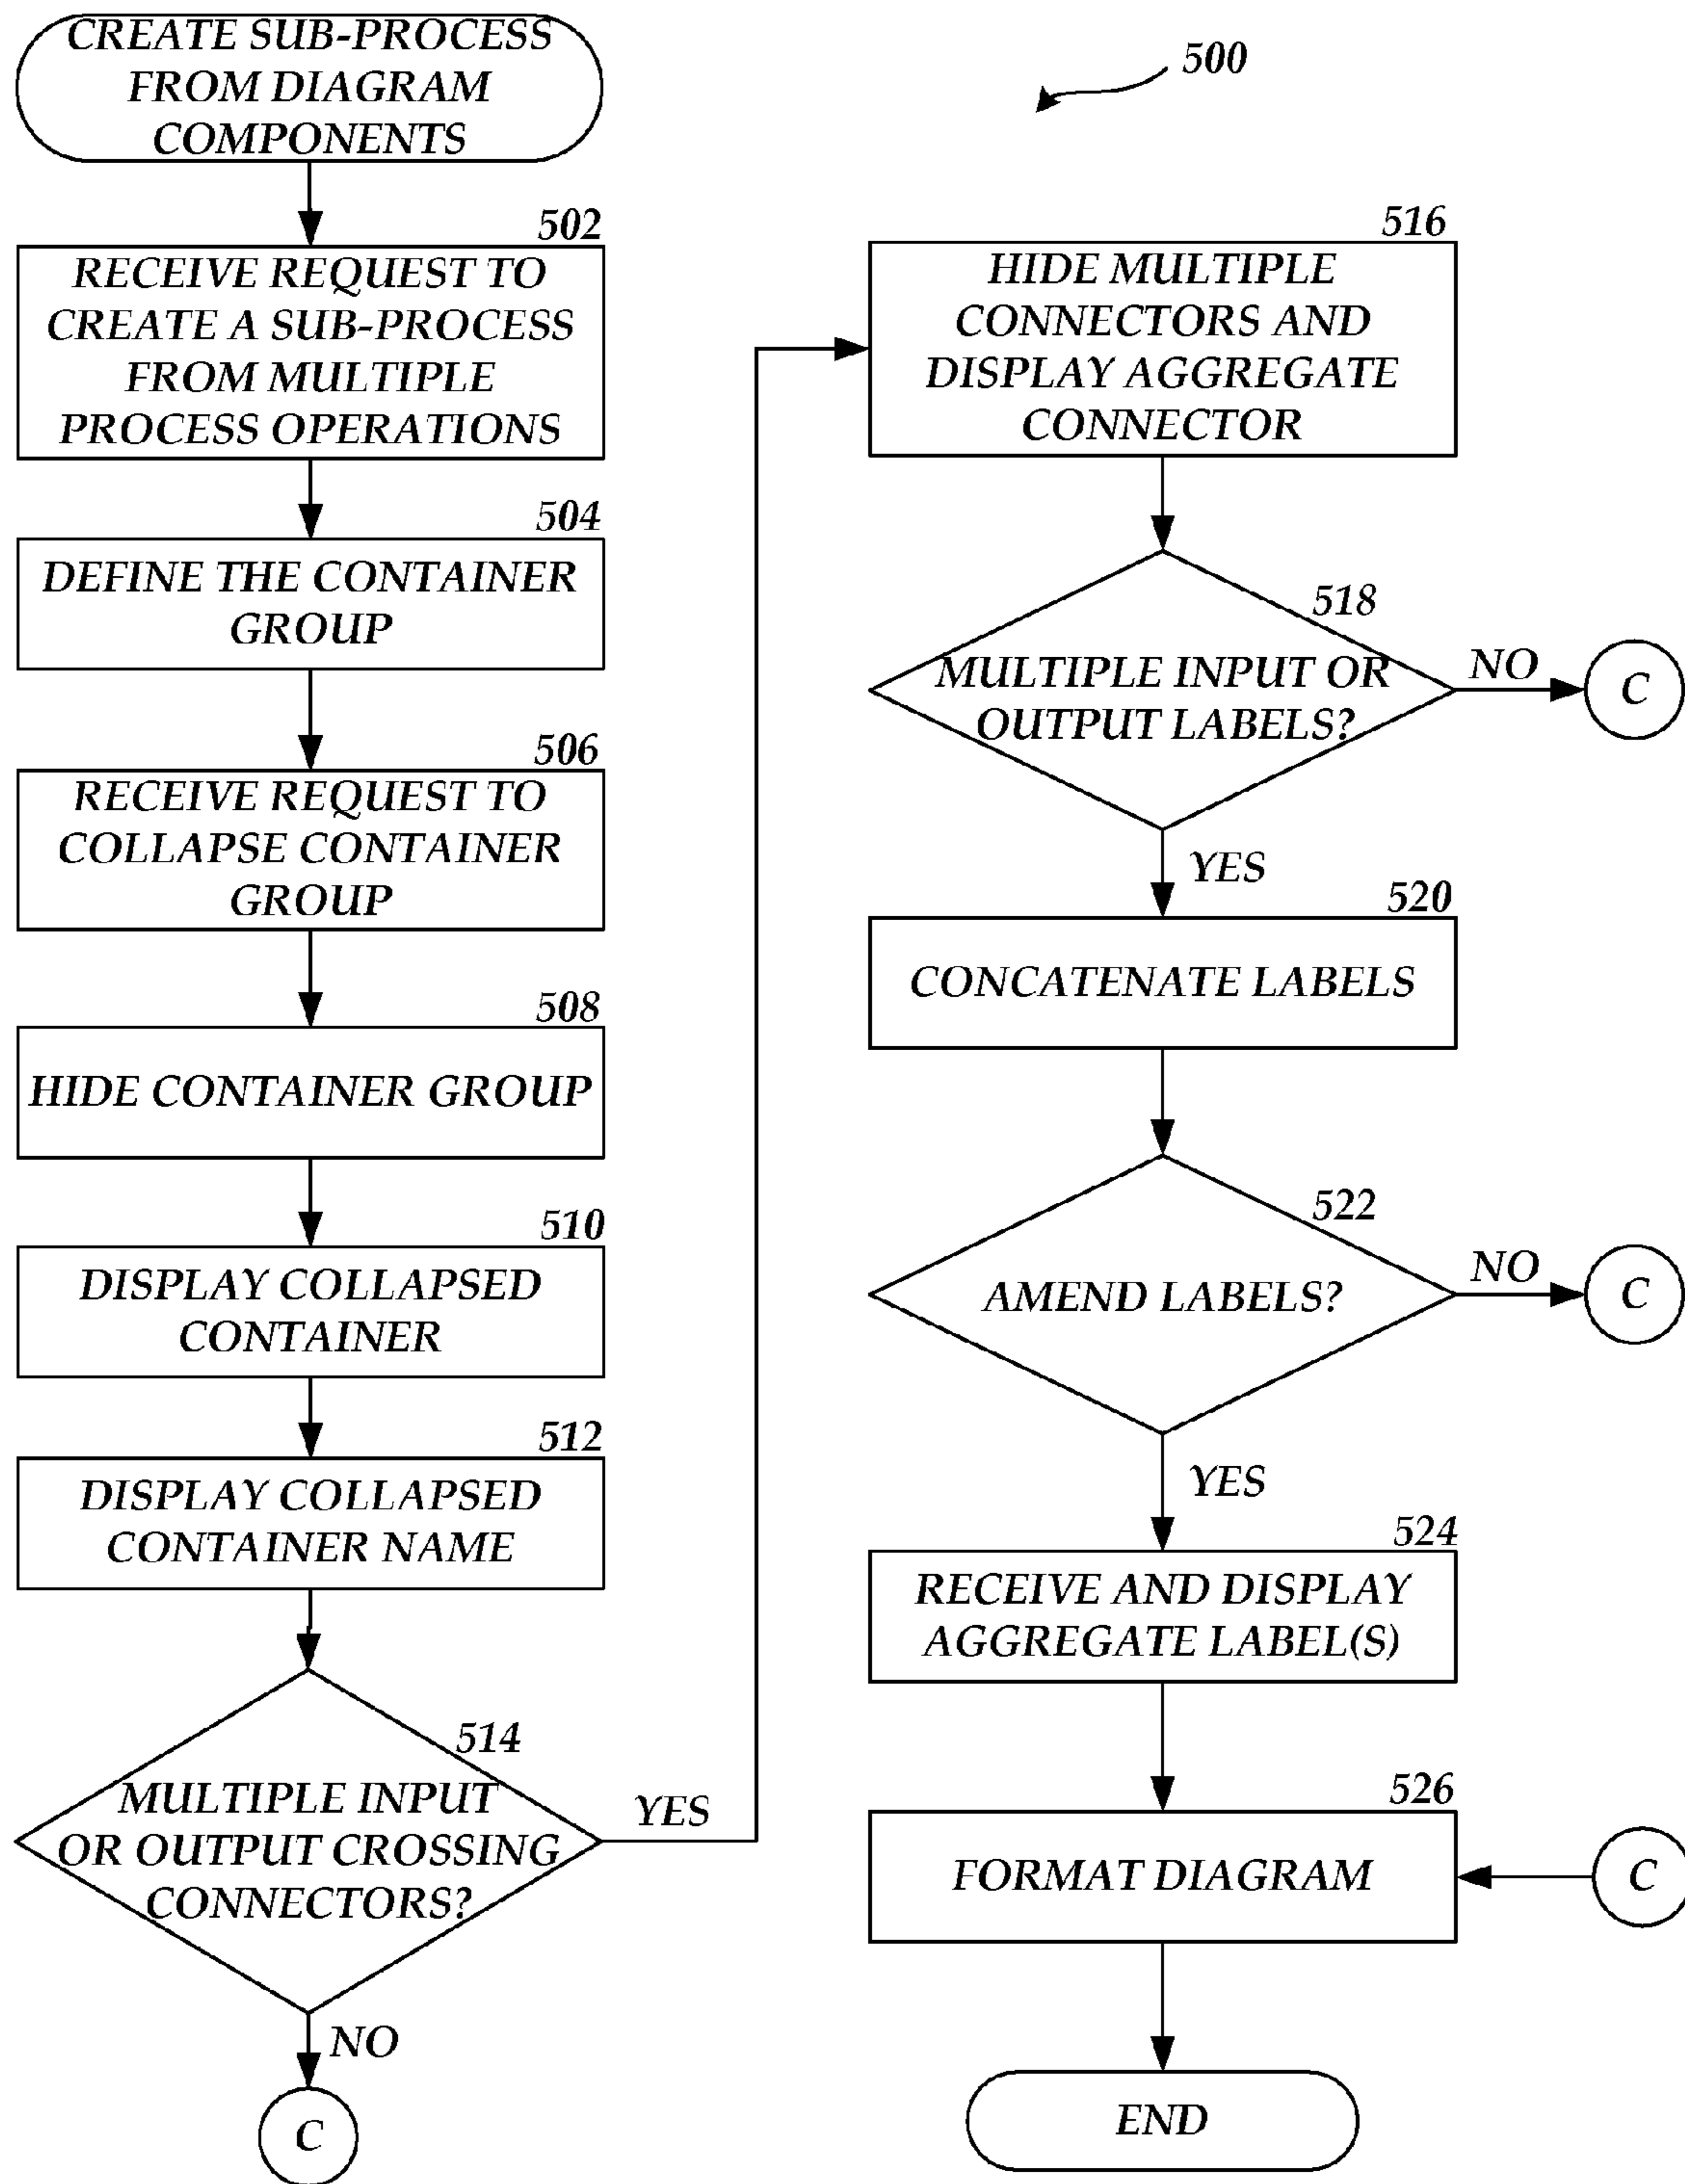 CREATE SUB-PROCESS
FROM DIAGRAM
COMPONENTS
500
502
RECEIVE REQUEST TO
CREATE A SUB-PROCESS
FROM MULTIPLE
PROCESS OPERATIONS
504
DEFINE THE CONTAINER
GROUP
506
RECEIVE REQUEST TO
COLLAPSE CONTAINER
GROUP
508
HIDE CONTAINER GROUP
510
DISPLAY COLLAPSED
CONTAINER
512
DISPLAY COLLAPSED
CONTAINER NAME
514
MULTIPLE INPUT
OR OUTPUT CROSSING
CONNECTORS?
YES
NO
C
516
HIDE MULTIPLE
CONNECTORS AND
DISPLAY AGGREGATE
CONNECTOR
518
MULTIPLE INPUT OR
OUTPUT LABELS?
NO
C
YES
520
CONCATENATE LABELS
522
AMEND LABELS?
NO
C
YES
524
RECEIVE AND DISPLAY
AGGREGATE LABEL(S)
526
FORMAT DIAGRAM
C
END